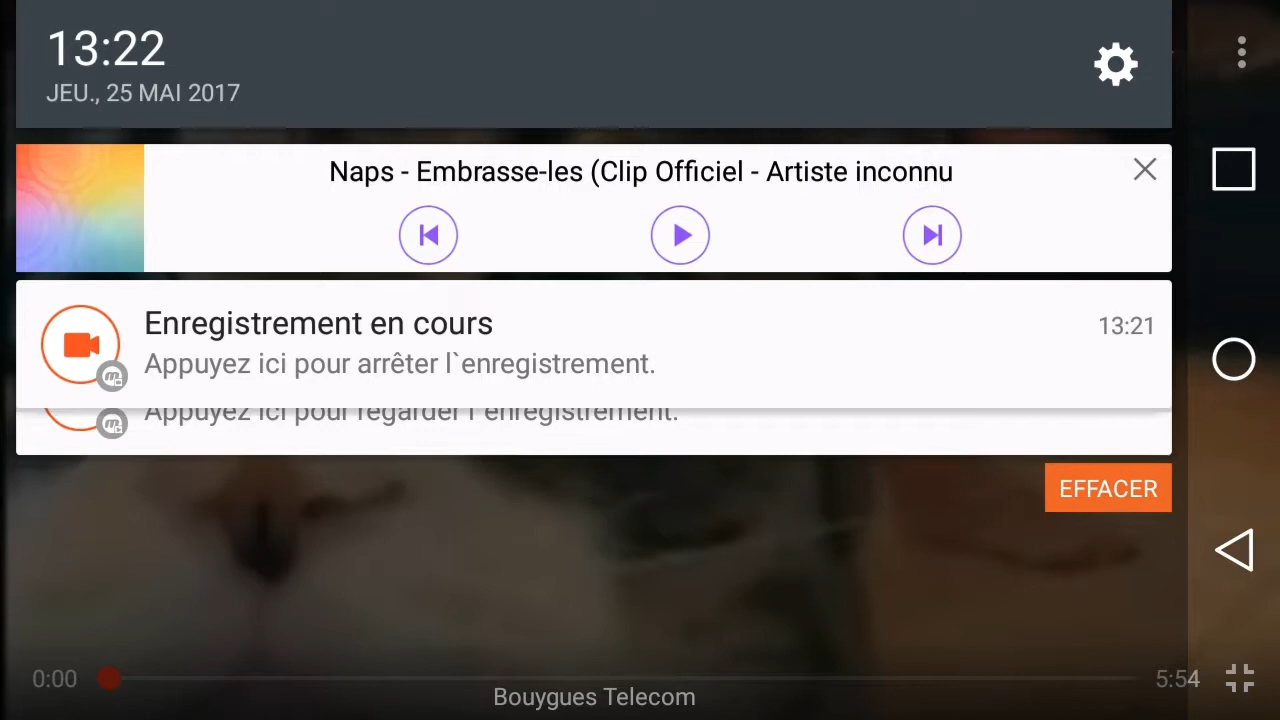 13:22
JEU., 25 MAI 2017
Naps - Embrasse-les (Clip Officiel - Artiste inconnu
Enregistrement en cours
13:21
Appuyez ici pour arrêter l`enregistrement.
Appuyez ici pour regarder l`enregistrement.
EFFACER
0:00
5:54
Bouygues Telecom